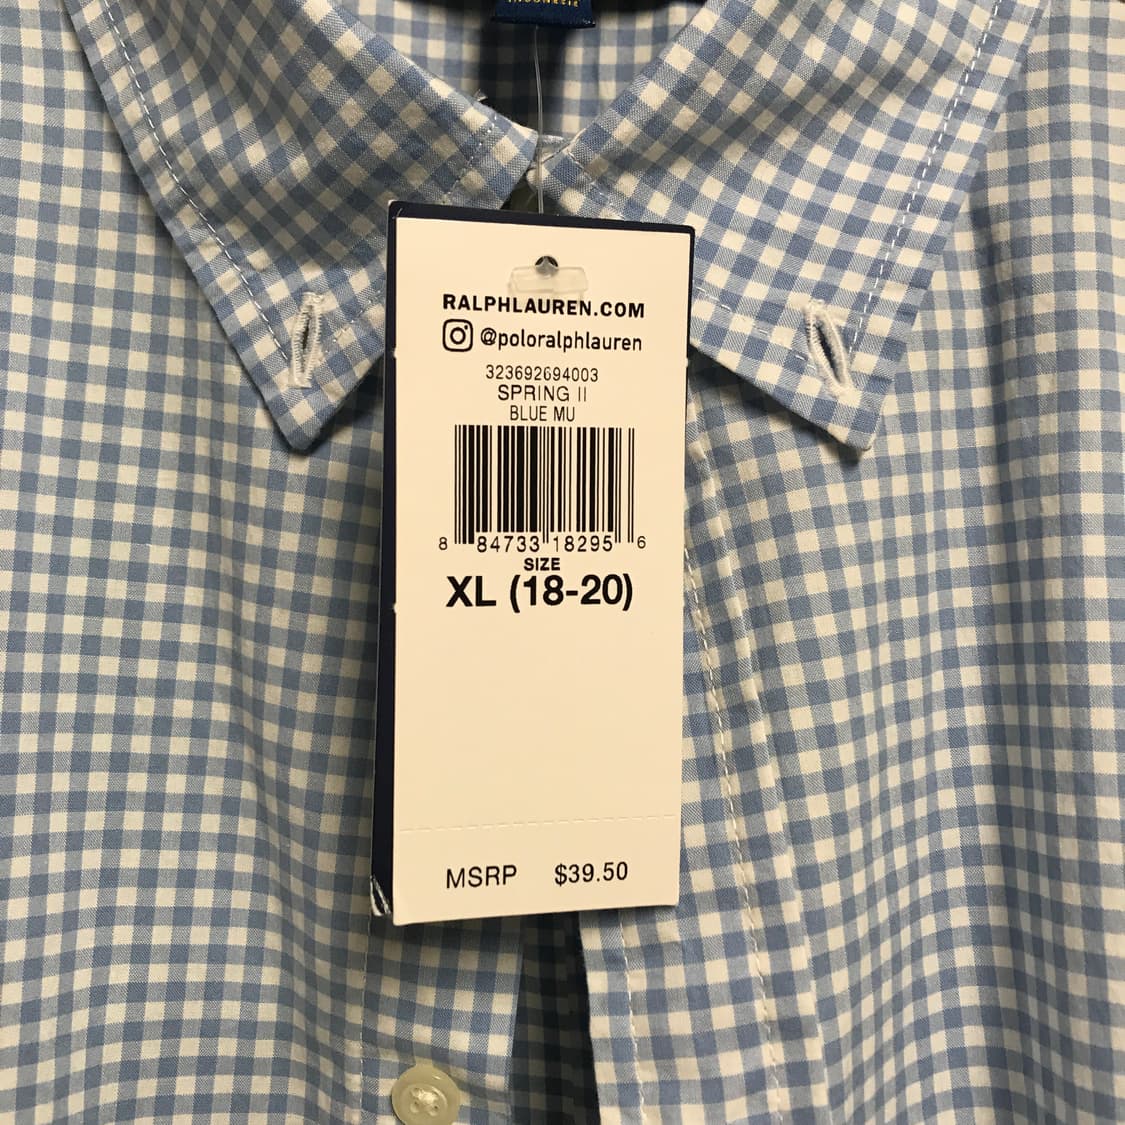 INDONESIE
RALPHLAUREN.COM
@poloralphlauren
323692694003
SPRING II
BLUE MU
8 84733 18295 6
SIZE
XL (18-20)
MSRP $39.50